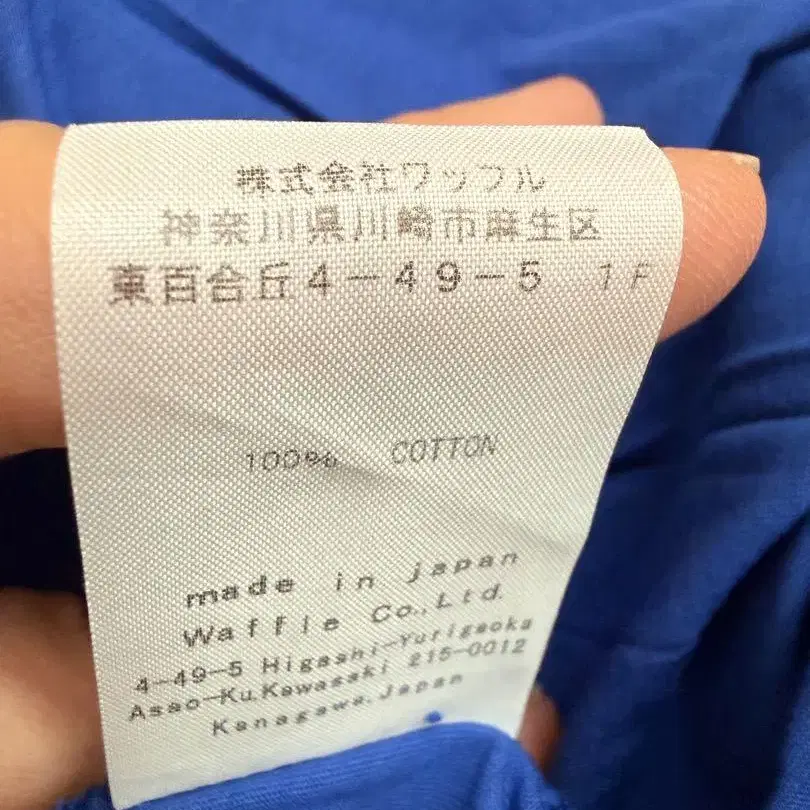 株式会社ワッフル
神奈川県川崎市麻生区
東百合丘4－49－5 1F
100% COTTON
made in japan
Waffle Co.,Ltd.
4-49-5 Higashi-Yurigaoka
Asao-Ku,Kawasaki 215-0012
Kanagawa,Japan